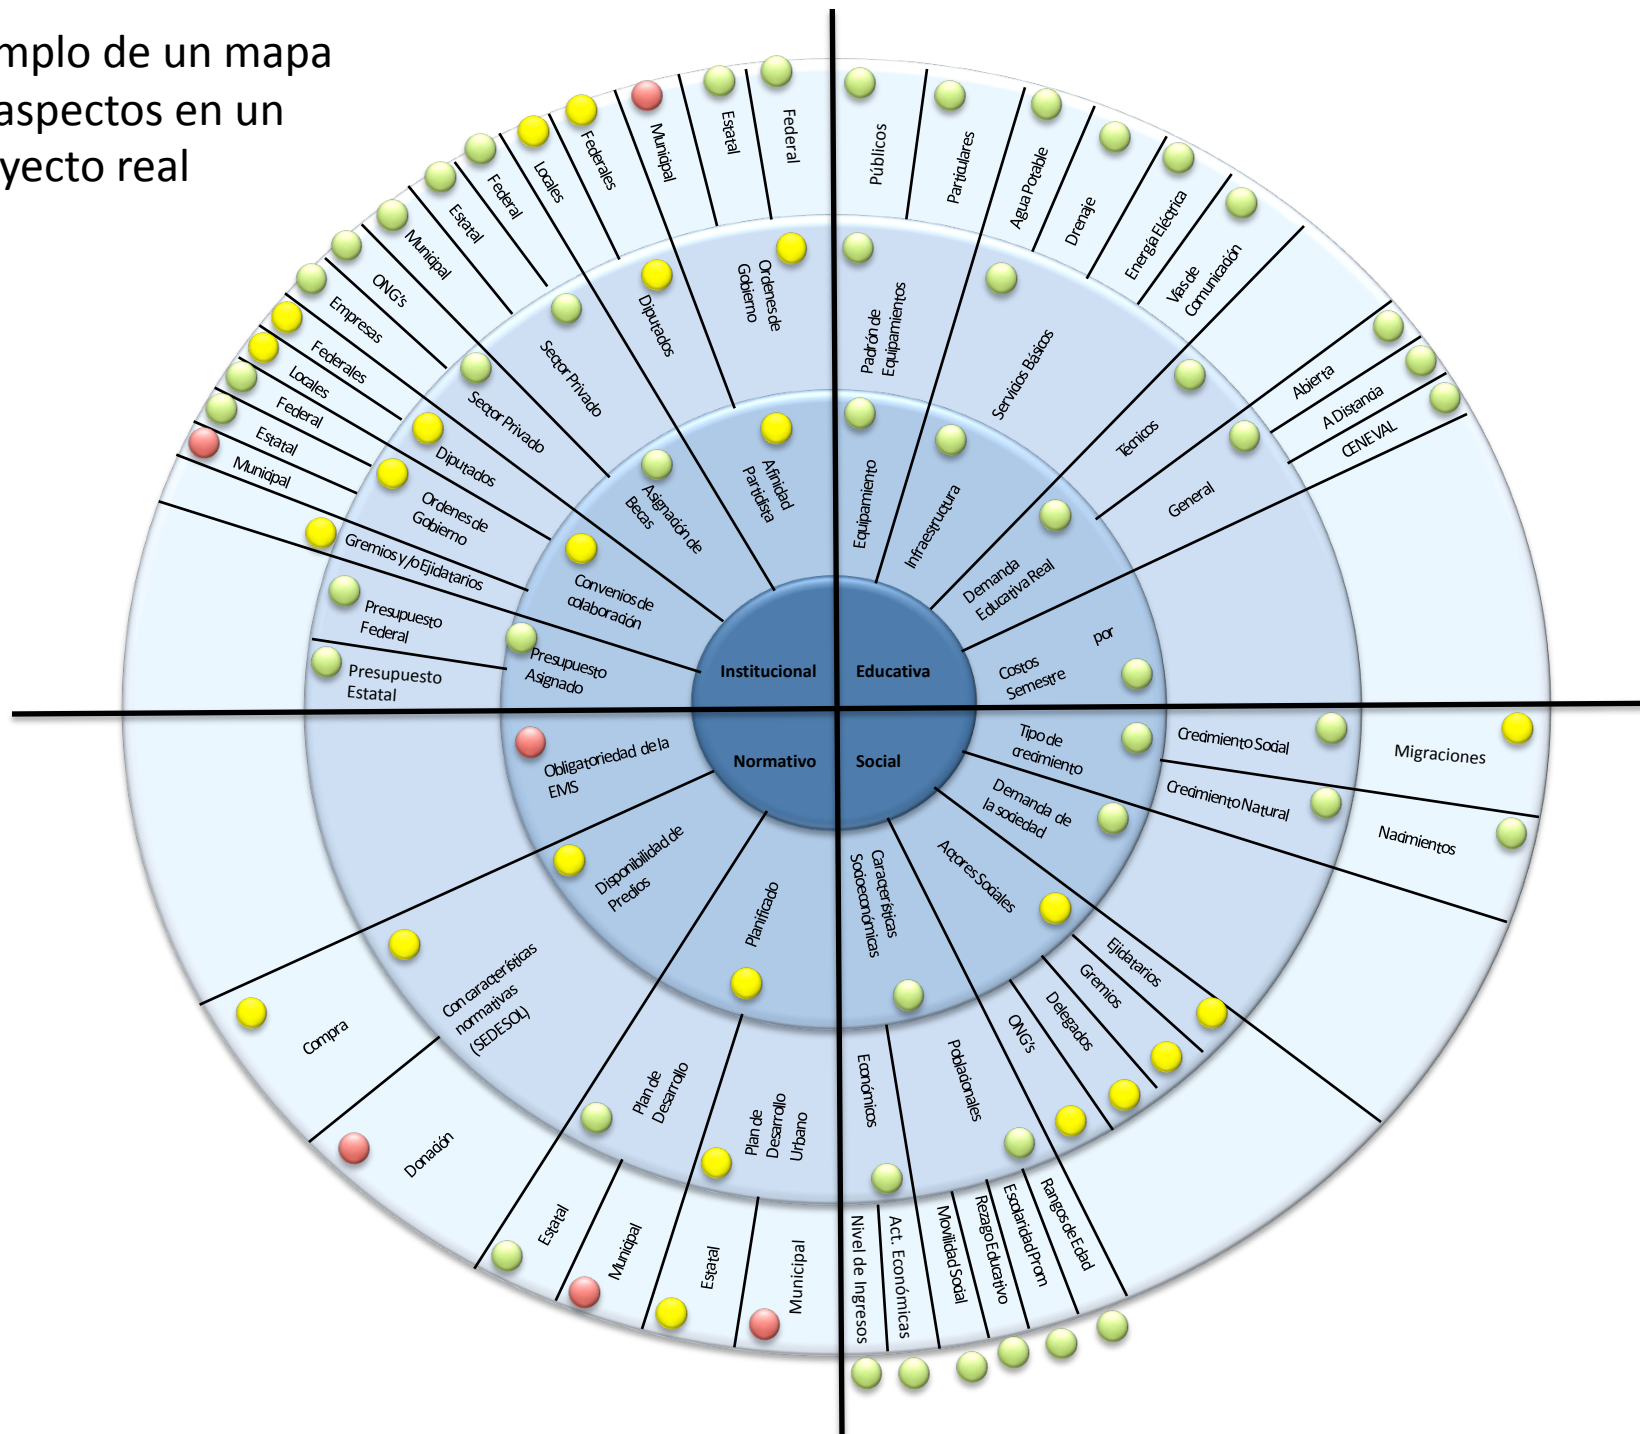 mplo de un mapa
aspectos en un
yecto real
Institucional
Educativa
Normativo
Social
Federal
Estatal
Municipal
Federales
Locales
Federal
Estatal
Municipal
ONG's
Empresas
Federales
Locales
Federal
Estatal
Municipal
Ordenes de
Gobierno
Diputados
Sector Privado
Sector Privado
Diputados
Ordenes de
Gobierno
Gremios y/o Ejidatarios
Presupuesto
Federal
Presupuesto
Estatal
Afinidad
Partidista
Asignación de
Becas
Convenios de
colaboración
Presupuesto
Asignado
Públicos
Particulares
Agua Potable
Drenaje
Energía Eléctrica
Vías de
Comunicación
Abierta
A Distancia
CENEVAL
Padrón de
Equipamientos
Servicios Básicos
Técnicos
General
Equipamiento
Infraestructura
Demanda
Educativa Real
Costos por
Semestre
Tipo de
crecimiento
Crecimiento Social
Migraciones
Crecimiento Natural
Nacimientos
Demanda de
la sociedad
Actores Sociales
Características
Socioeconómicas
Ejidatarios
Gremios
Delegados
ONG's
Poblacionales
Económicos
Rangos de Edad
Escolaridad Prom
Rezago Educativo
Movilidad Social
Act. Económicas
Nivel de Ingresos
Obligatoriedad de la
EMS
Disponibilidad de
Predios
Planificado
Con características
normativas
(SEDESOL)
Plan de
Desarrollo
Plan de
Desarrollo
Urbano
Compra
Donación
Estatal
Municipal
Estatal
Municipal